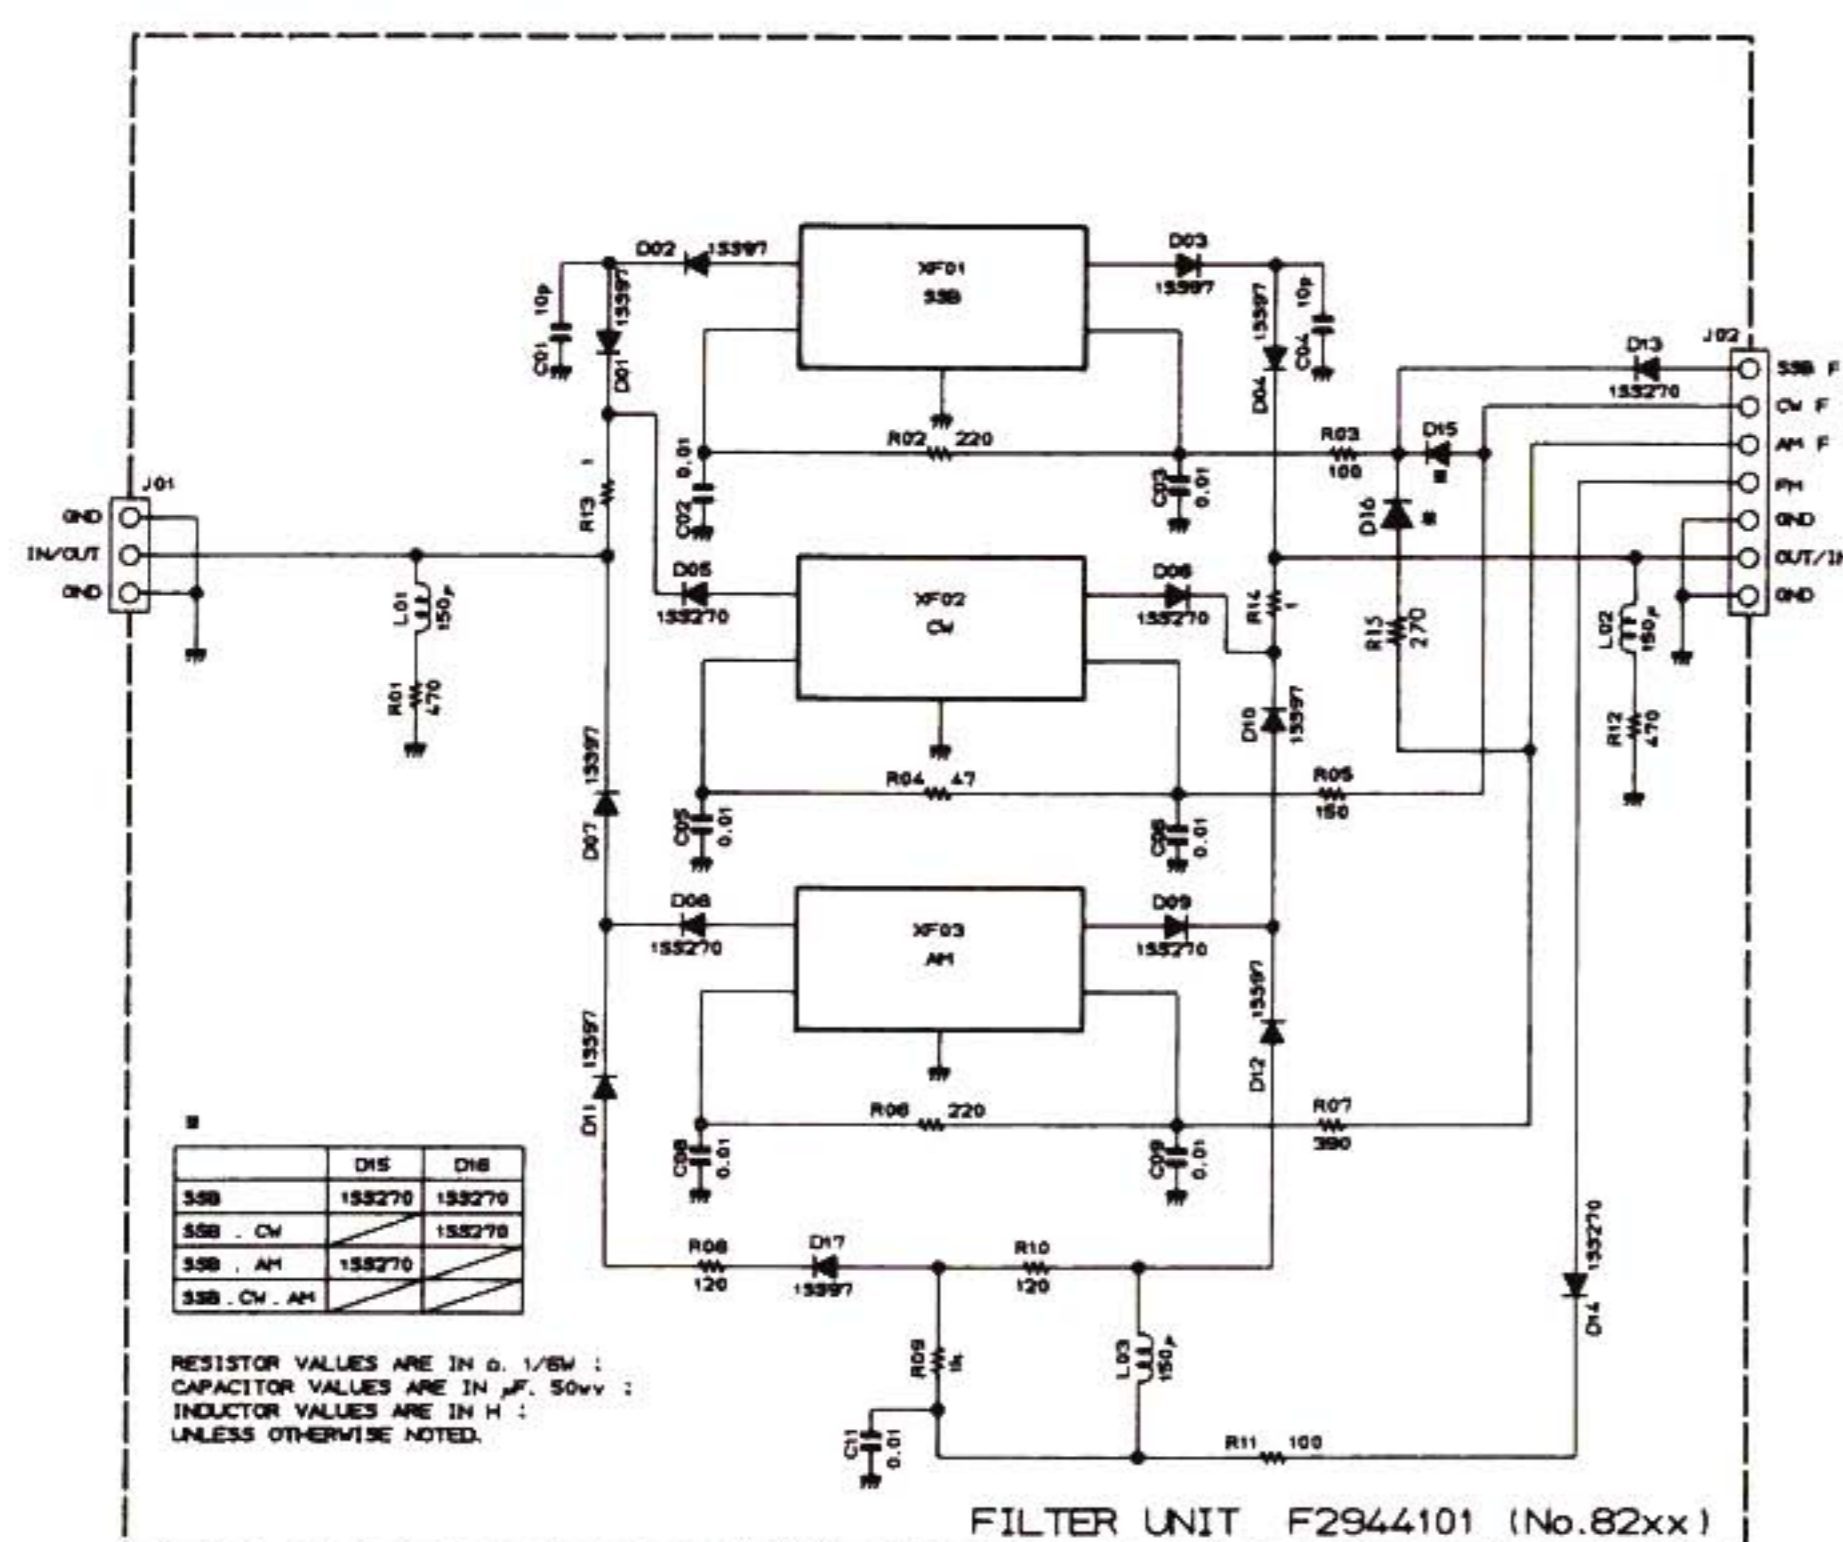 D02 1SS97
XF01
SSB
D03
1SS97
10p
C01
1SS97
D01
1SS97
D04
10p
C04
J02
D13
1SS270
SSB F
CW F
AM F
FM
GND
OUT/IN
GND
R02 220
R03
100
D15
※
D16 ※
J01
GND
IN/OUT
GND
R13 1
0.01
C02
C03
0.01
D05
1SS270
XF02
CW
D06
1SS270
R14
1
R15
270
L01
150μ
R01
470
L02
150μ
R12
470
D10
1SS97
R04 47
R05
150
1SS97
D07
C05
0.01
C06
0.01
D08
1SS270
XF03
AM
D09
1SS270
1SS97
D11
1SS97
D12
R06 220
R07
390
C08
0.01
C09
0.01
※
D15 D16
SSB 1SS270 1SS270
SSB . CW 1SS270
SSB . AM 1SS270
SSB . CW . AM
R08
120
D17
1SS97
R10
120
1SS270
D14
R09
1k
L03
150μ
C11
0.01
R11 100
RESISTOR VALUES ARE IN Ω. 1/6W ;
CAPACITOR VALUES ARE IN μF. 50wv ;
INDUCTOR VALUES ARE IN H ;
UNLESS OTHERWISE NOTED.
FILTER UNIT F2944101 (No.82xx)